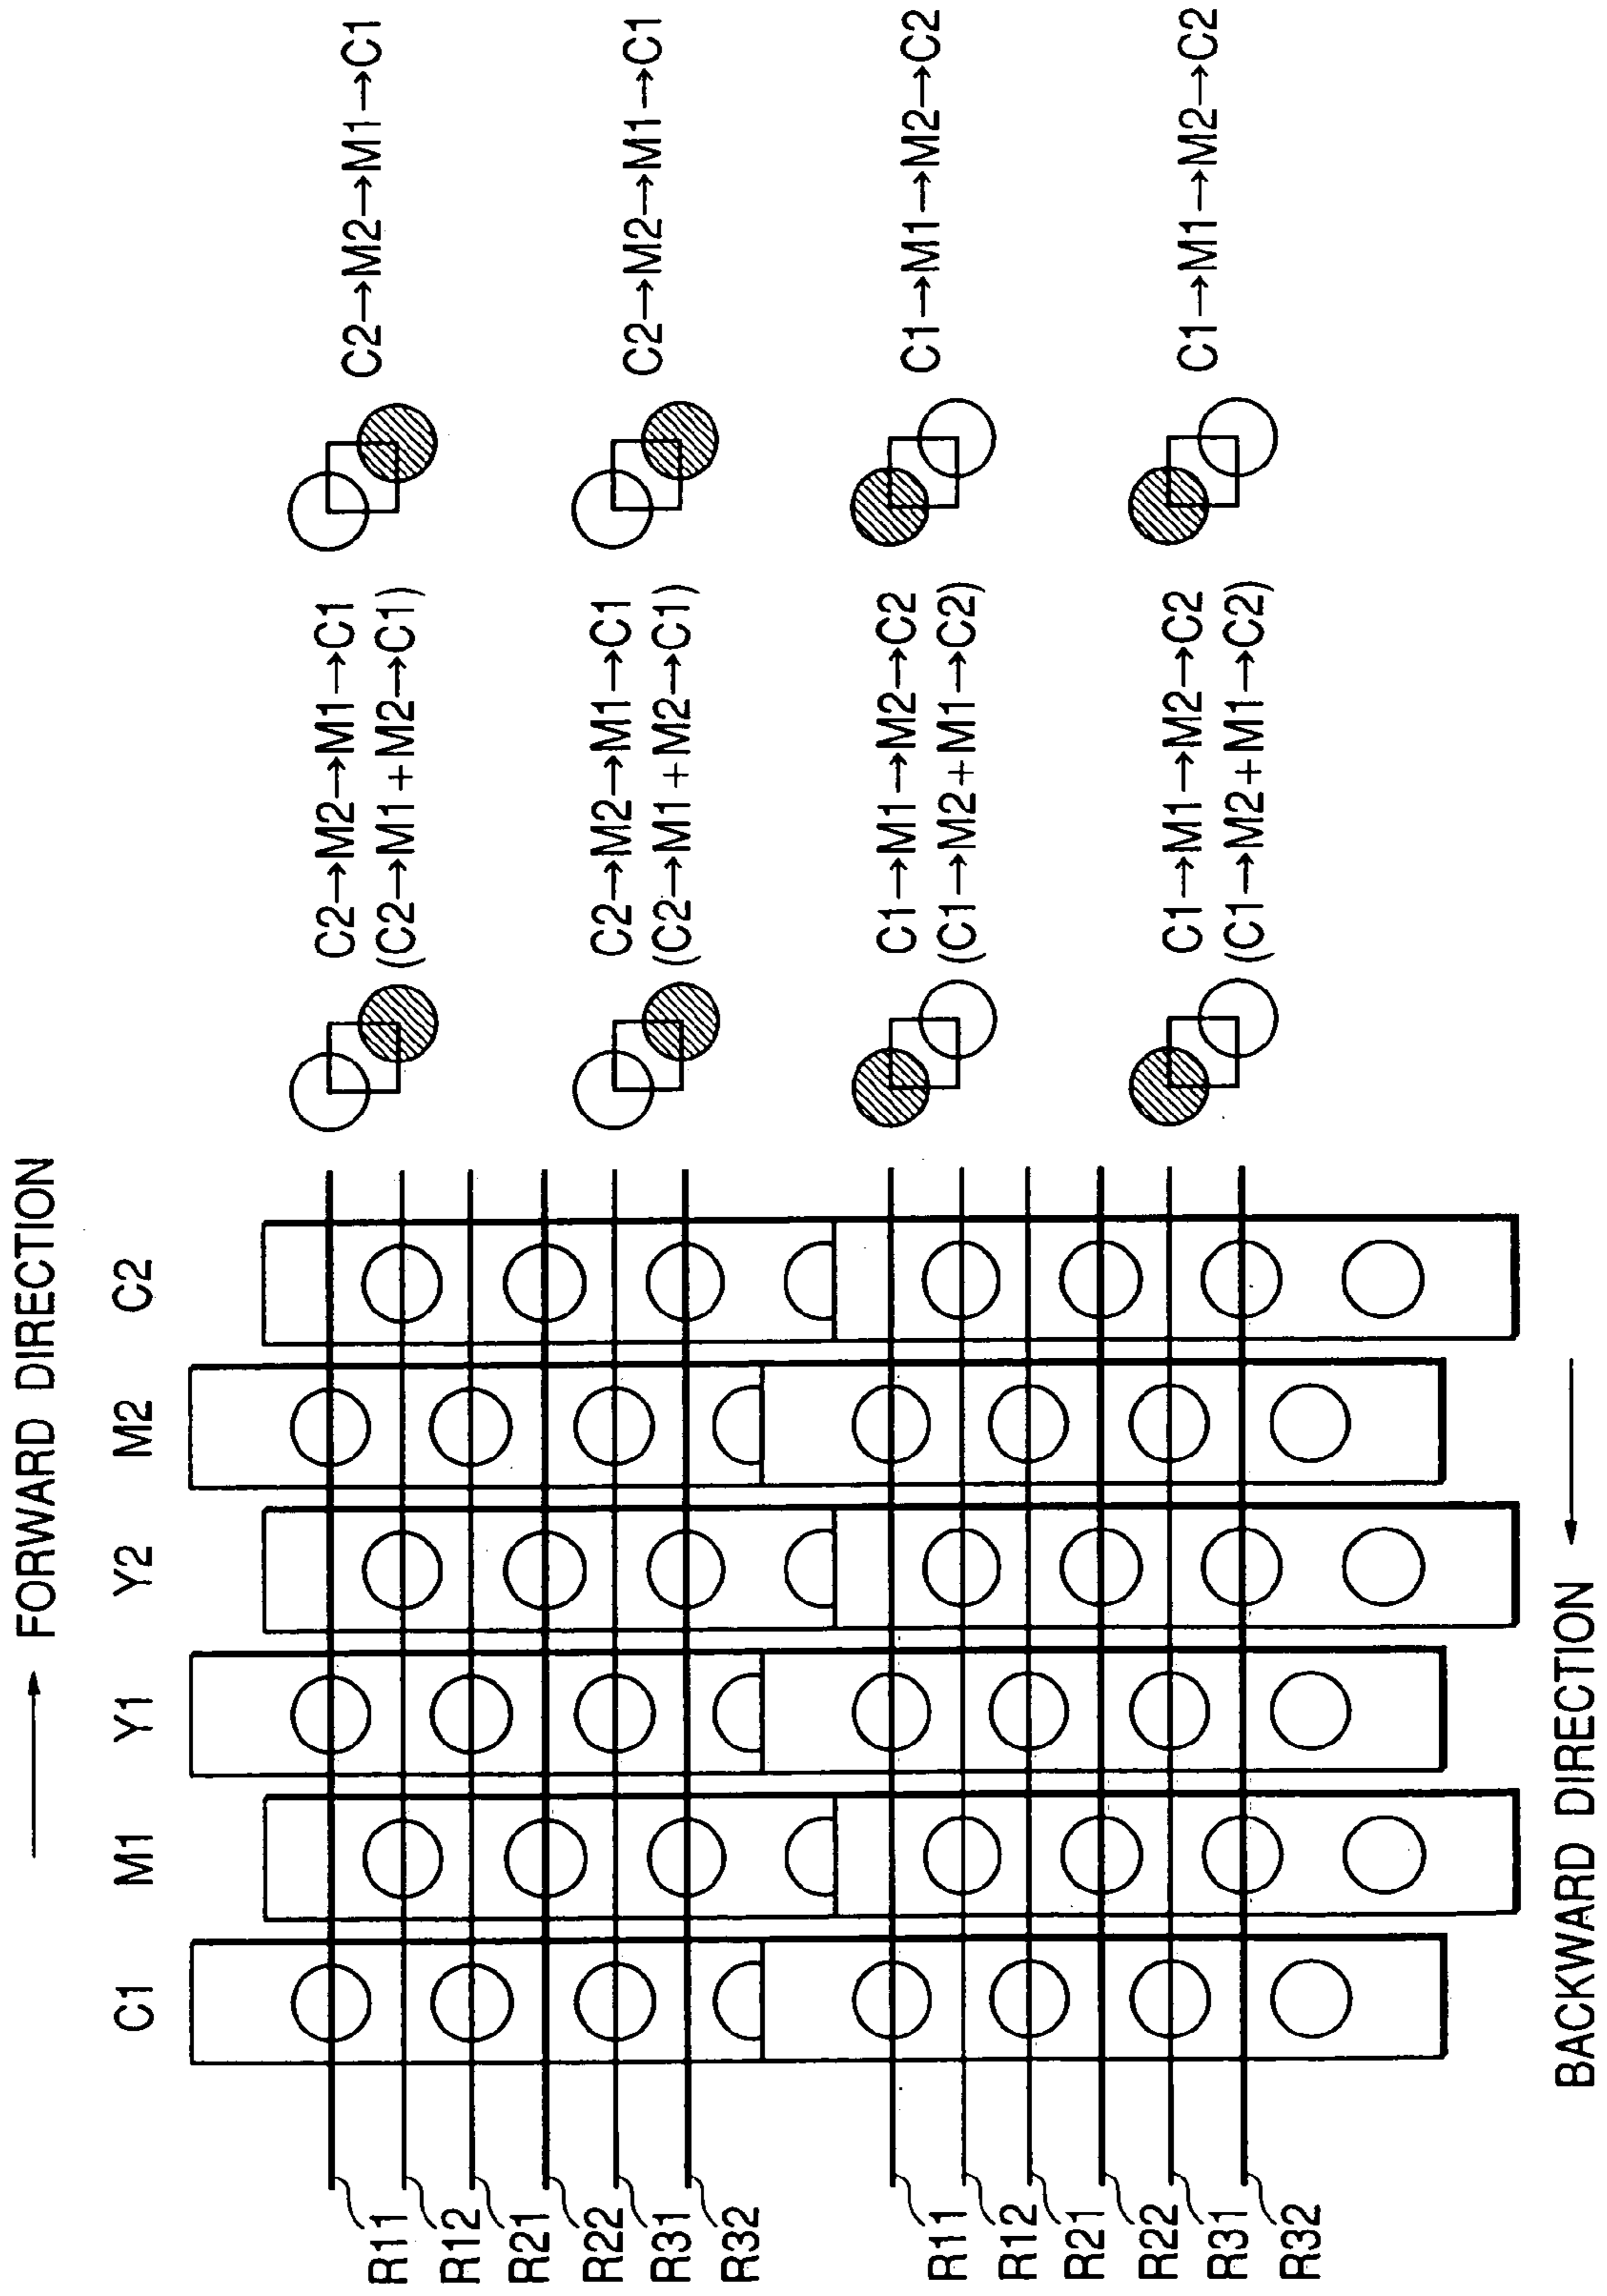 FORWARD DIRECTION
C1 M1 Y1 Y2 M2 C2
C2→M2→M1→C1
(C2→M1+M2→C1)
C2→M2→M1→C1
C2→M2→M1→C1
(C2→M1+M2→C1)
C2→M2→M1→C1
R11
R12
R21
R22
R31
R32
C1→M1→M2→C2
(C1→M2+M1→C2)
C1→M1→M2→C2
C1→M1→M2→C2
(C1→M2+M1→C2)
C1→M1→M2→C2
R11
R12
R21
R22
R31
R32
BACKWARD DIRECTION